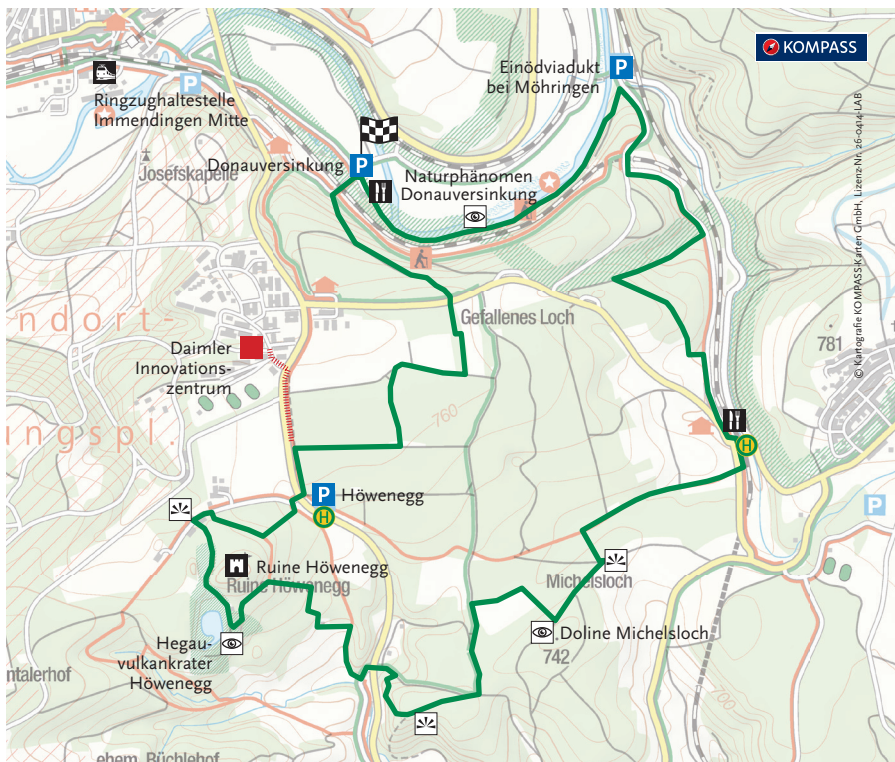 KOMPASS
Einödviadukt
bei Möhringen
P
P
Ringzughaltestelle
Immendingen Mitte
© Kartografie KOMPASS-Karten GmbH, Lizenz-Nr. 26-0414-LAB
Donauversinkung
P
Naturphänomen
Donauversinkung
Josefskapelle
Gefallenes Loch
ndort-
Daimler
Innovations-
zentrum
781
760
ungspl.
H
P
Höwenegg
H
P
Ruine Höwenegg
Ruine Höwenegg
Michelsloch
Doline Michelsloch
742
Hegau-
vulkankrater
Höwenegg
ntalerhof
700
ehem. Büchlehof